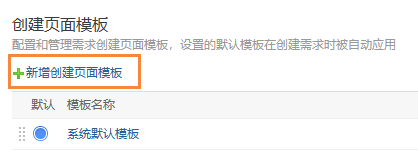 创建页面模板
配置和管理需求创建页面模板，设置的默认模板在创建需求时被自动应用
新增创建页面模板
默认 模板名称
系统默认模板